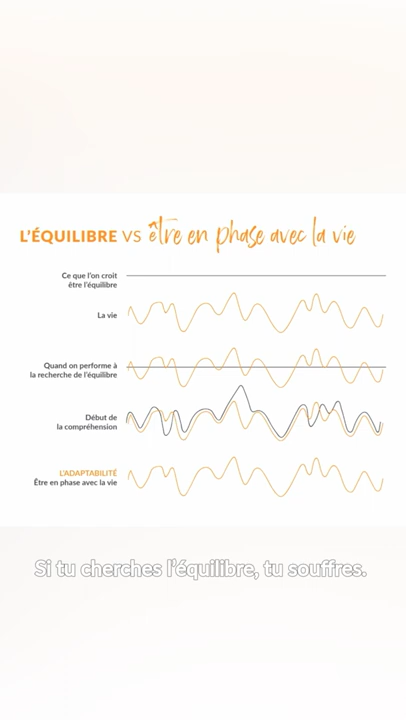 L'ÉQUILIBRE VS être en phase avec la vie
Ce que l'on croit
être l'équilibre
La vie
Quand on performe à
la recherche de l'équilibre
Début de
la compréhension
L'ADAPTABILITÉ
Être en phase avec la vie
Si tu cherches l'équilibre, tu souffres.